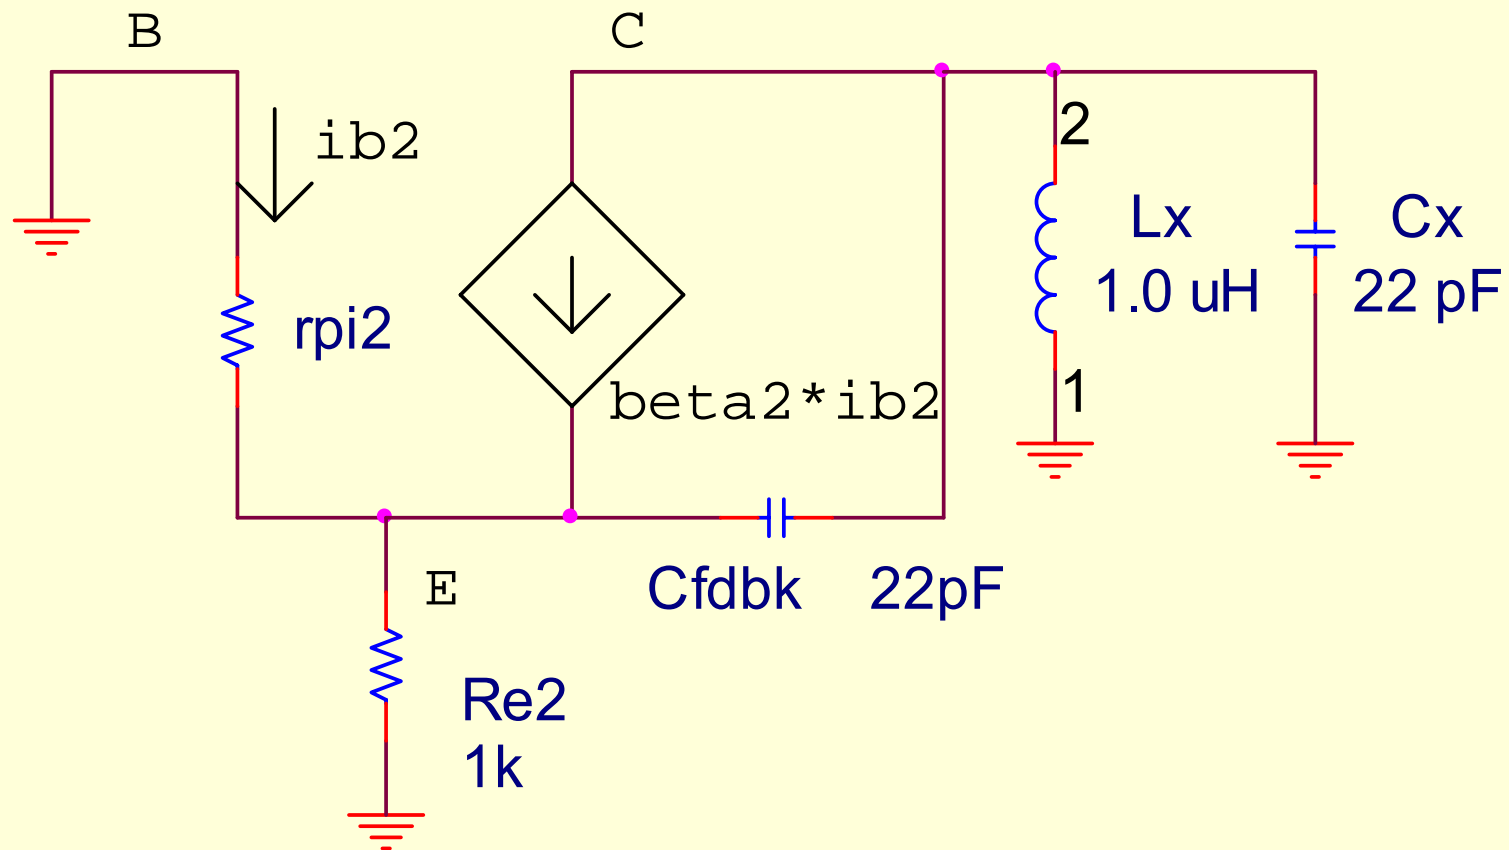 B
C
ib2
2
Lx
Cx
1.0 uH
22 pF
rpi2
beta2*ib2
1
E
Cfdbk
22pF
Re2
1k